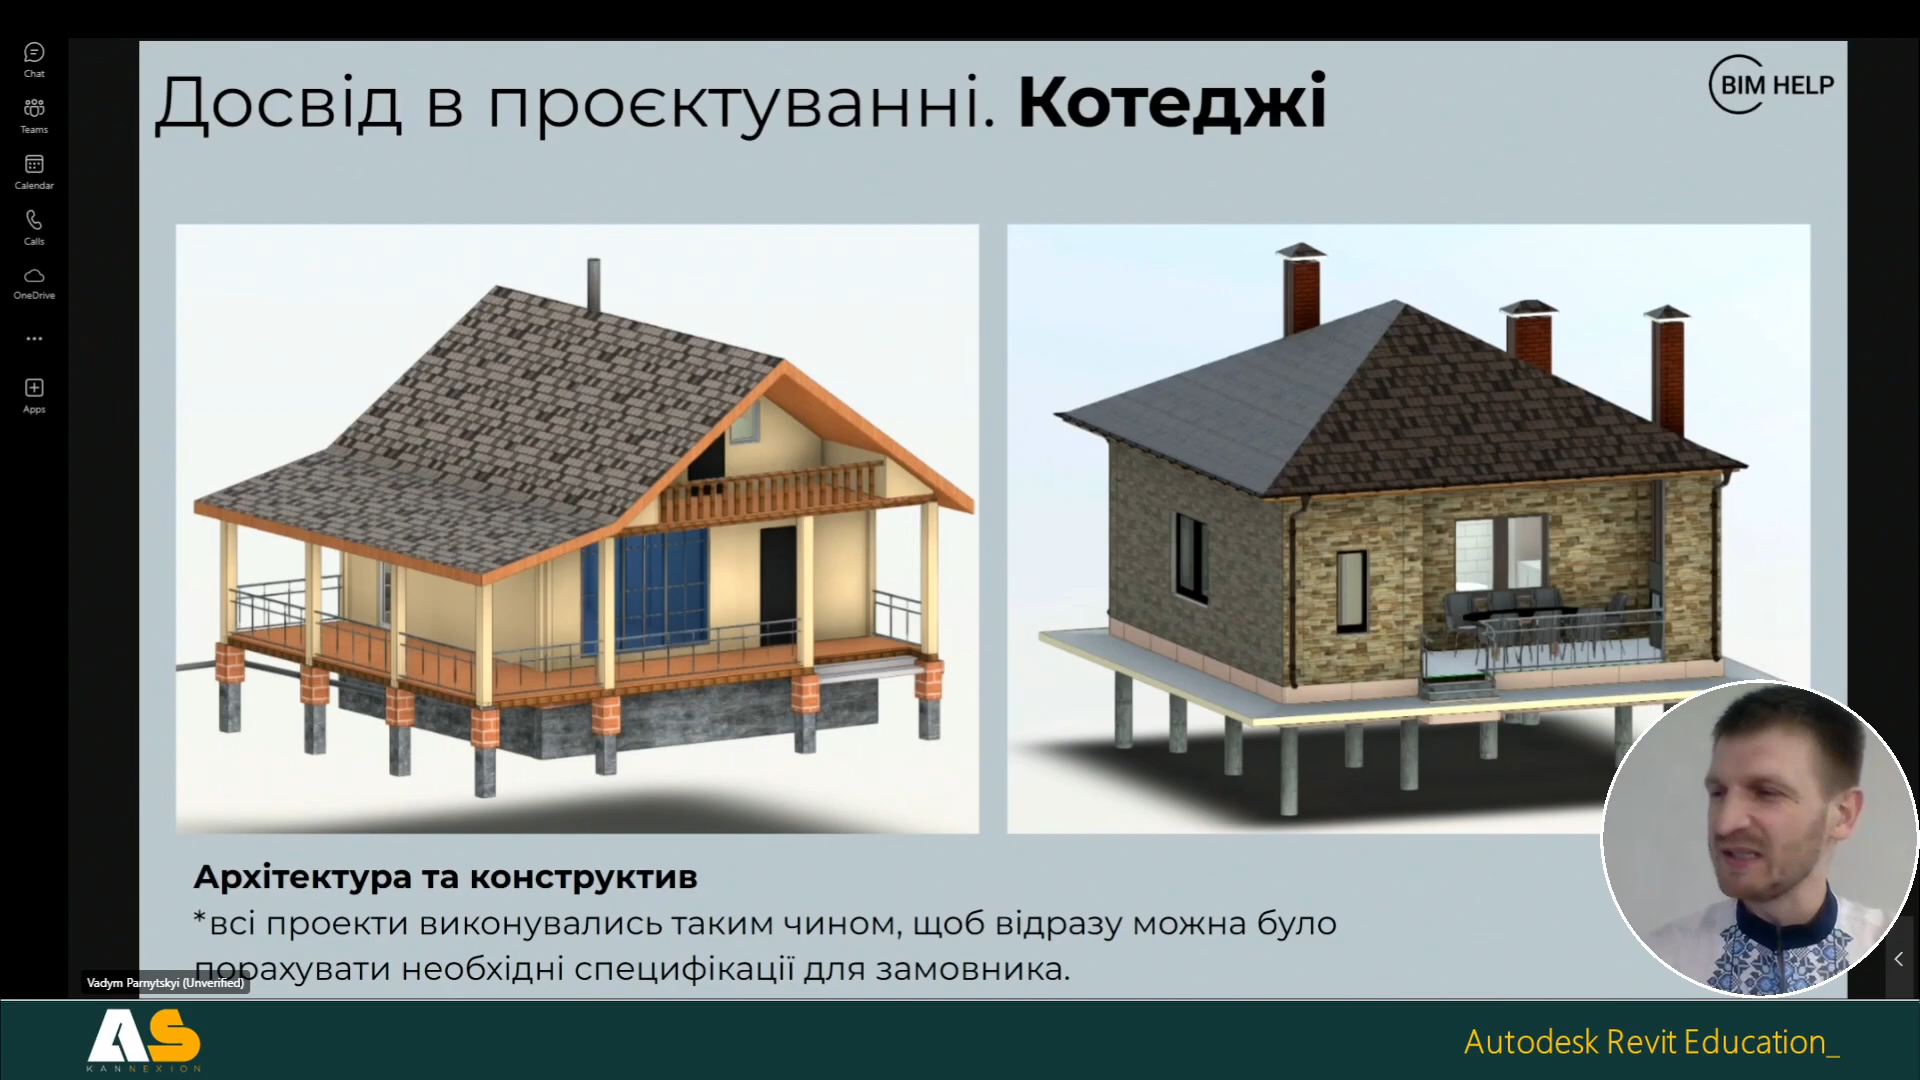 Chat
Teams
Calendar
Calls
OneDrive
Apps
Досвід в проєктуванні. Котеджі
BIM HELP
Архітектура та конструктив
*всі проекти виконувались таким чином, щоб відразу можна було
порахувати необхідні специфікації для замовника.
Vadym Parnytskyi (Unverified)
AS
KANNEXION
Autodesk Revit Education_